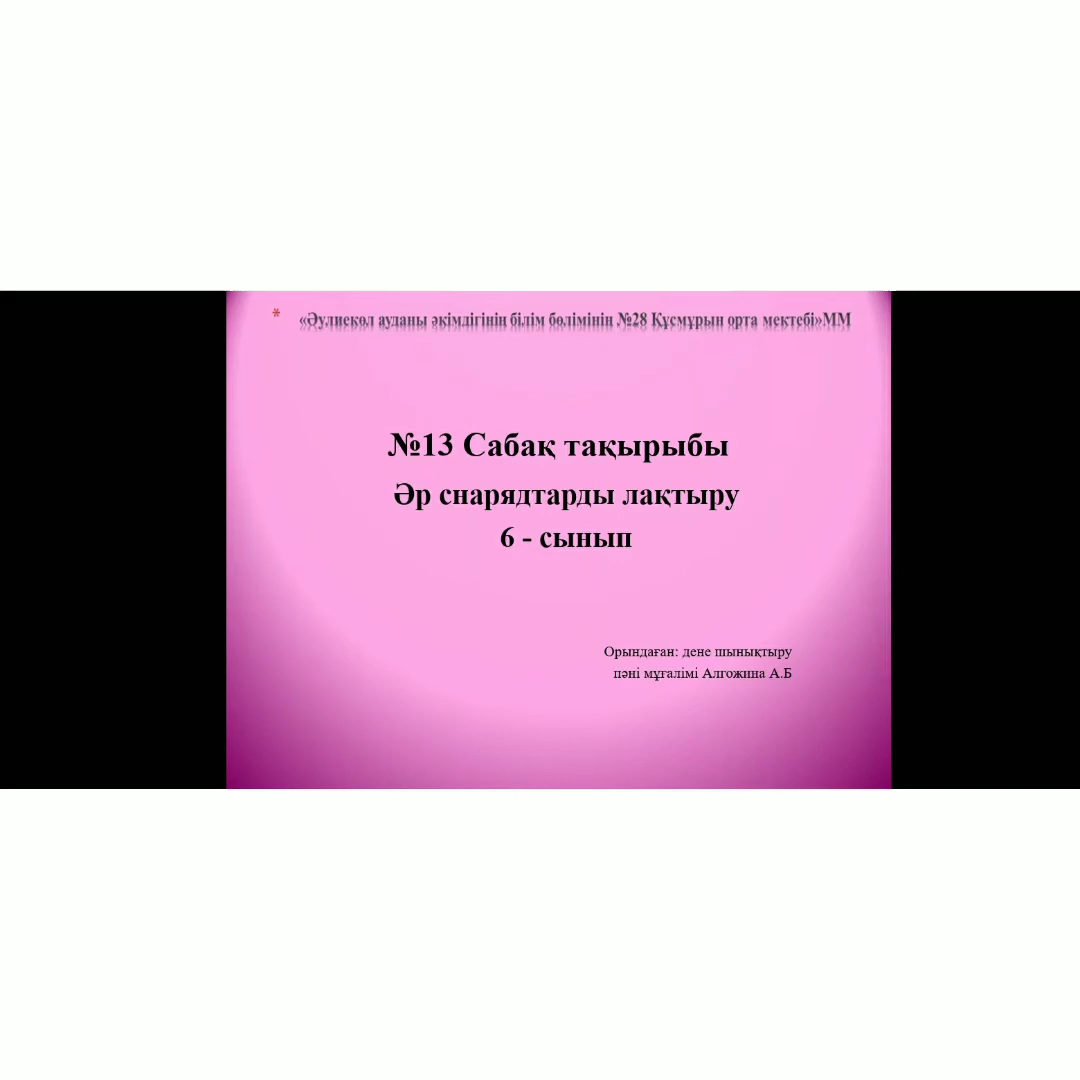 * «Әулиекөл ауданы әкімдігінің білім бөлімінің №28 Құсмұрын орта мектебі»ММ
№13 Сабақ тақырыбы
Әр снарядтарды лақтыру
6 - сынып
Орындаған: дене шынықтыру
пәні мұғалімі Алгожина А.Б